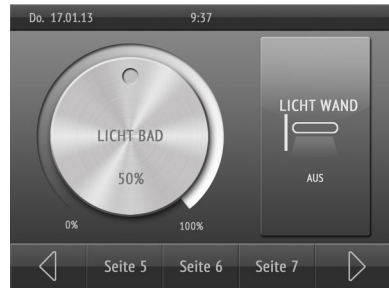 Do. 17.01.13 9:37
LICHT BAD
50%
0% 100%
LICHT WAND
AUS
Seite 5 Seite 6 Seite 7